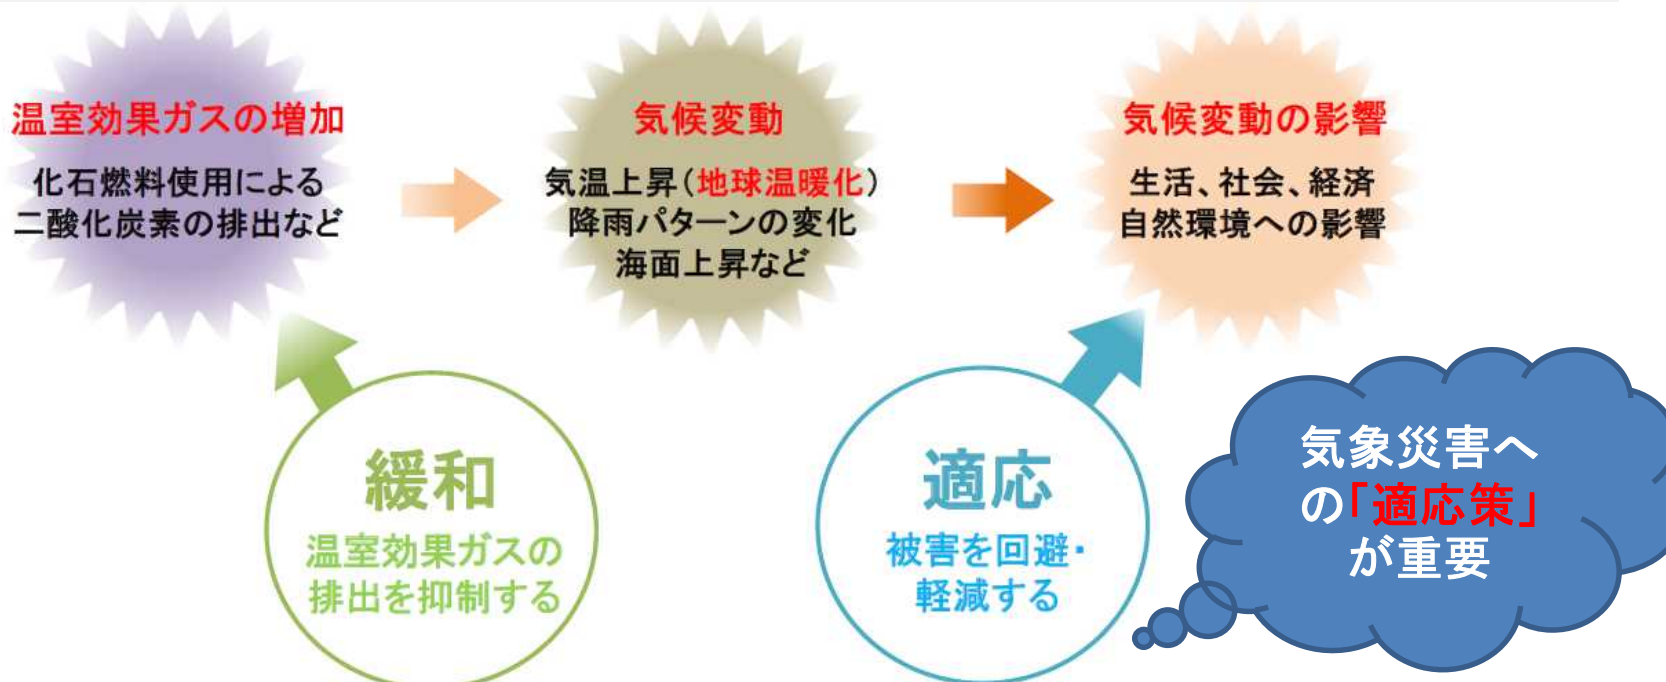 温室効果ガスの増加
化石燃料使用による
二酸化炭素の排出など
気候変動
気温上昇(地球温暖化)
降雨パターンの変化
海面上昇など
気候変動の影響
生活、社会、経済
自然環境への影響
緩和
温室効果ガスの
排出を抑制する
適応
被害を回避・
軽減する
気象災害へ
の「適応策」
が重要